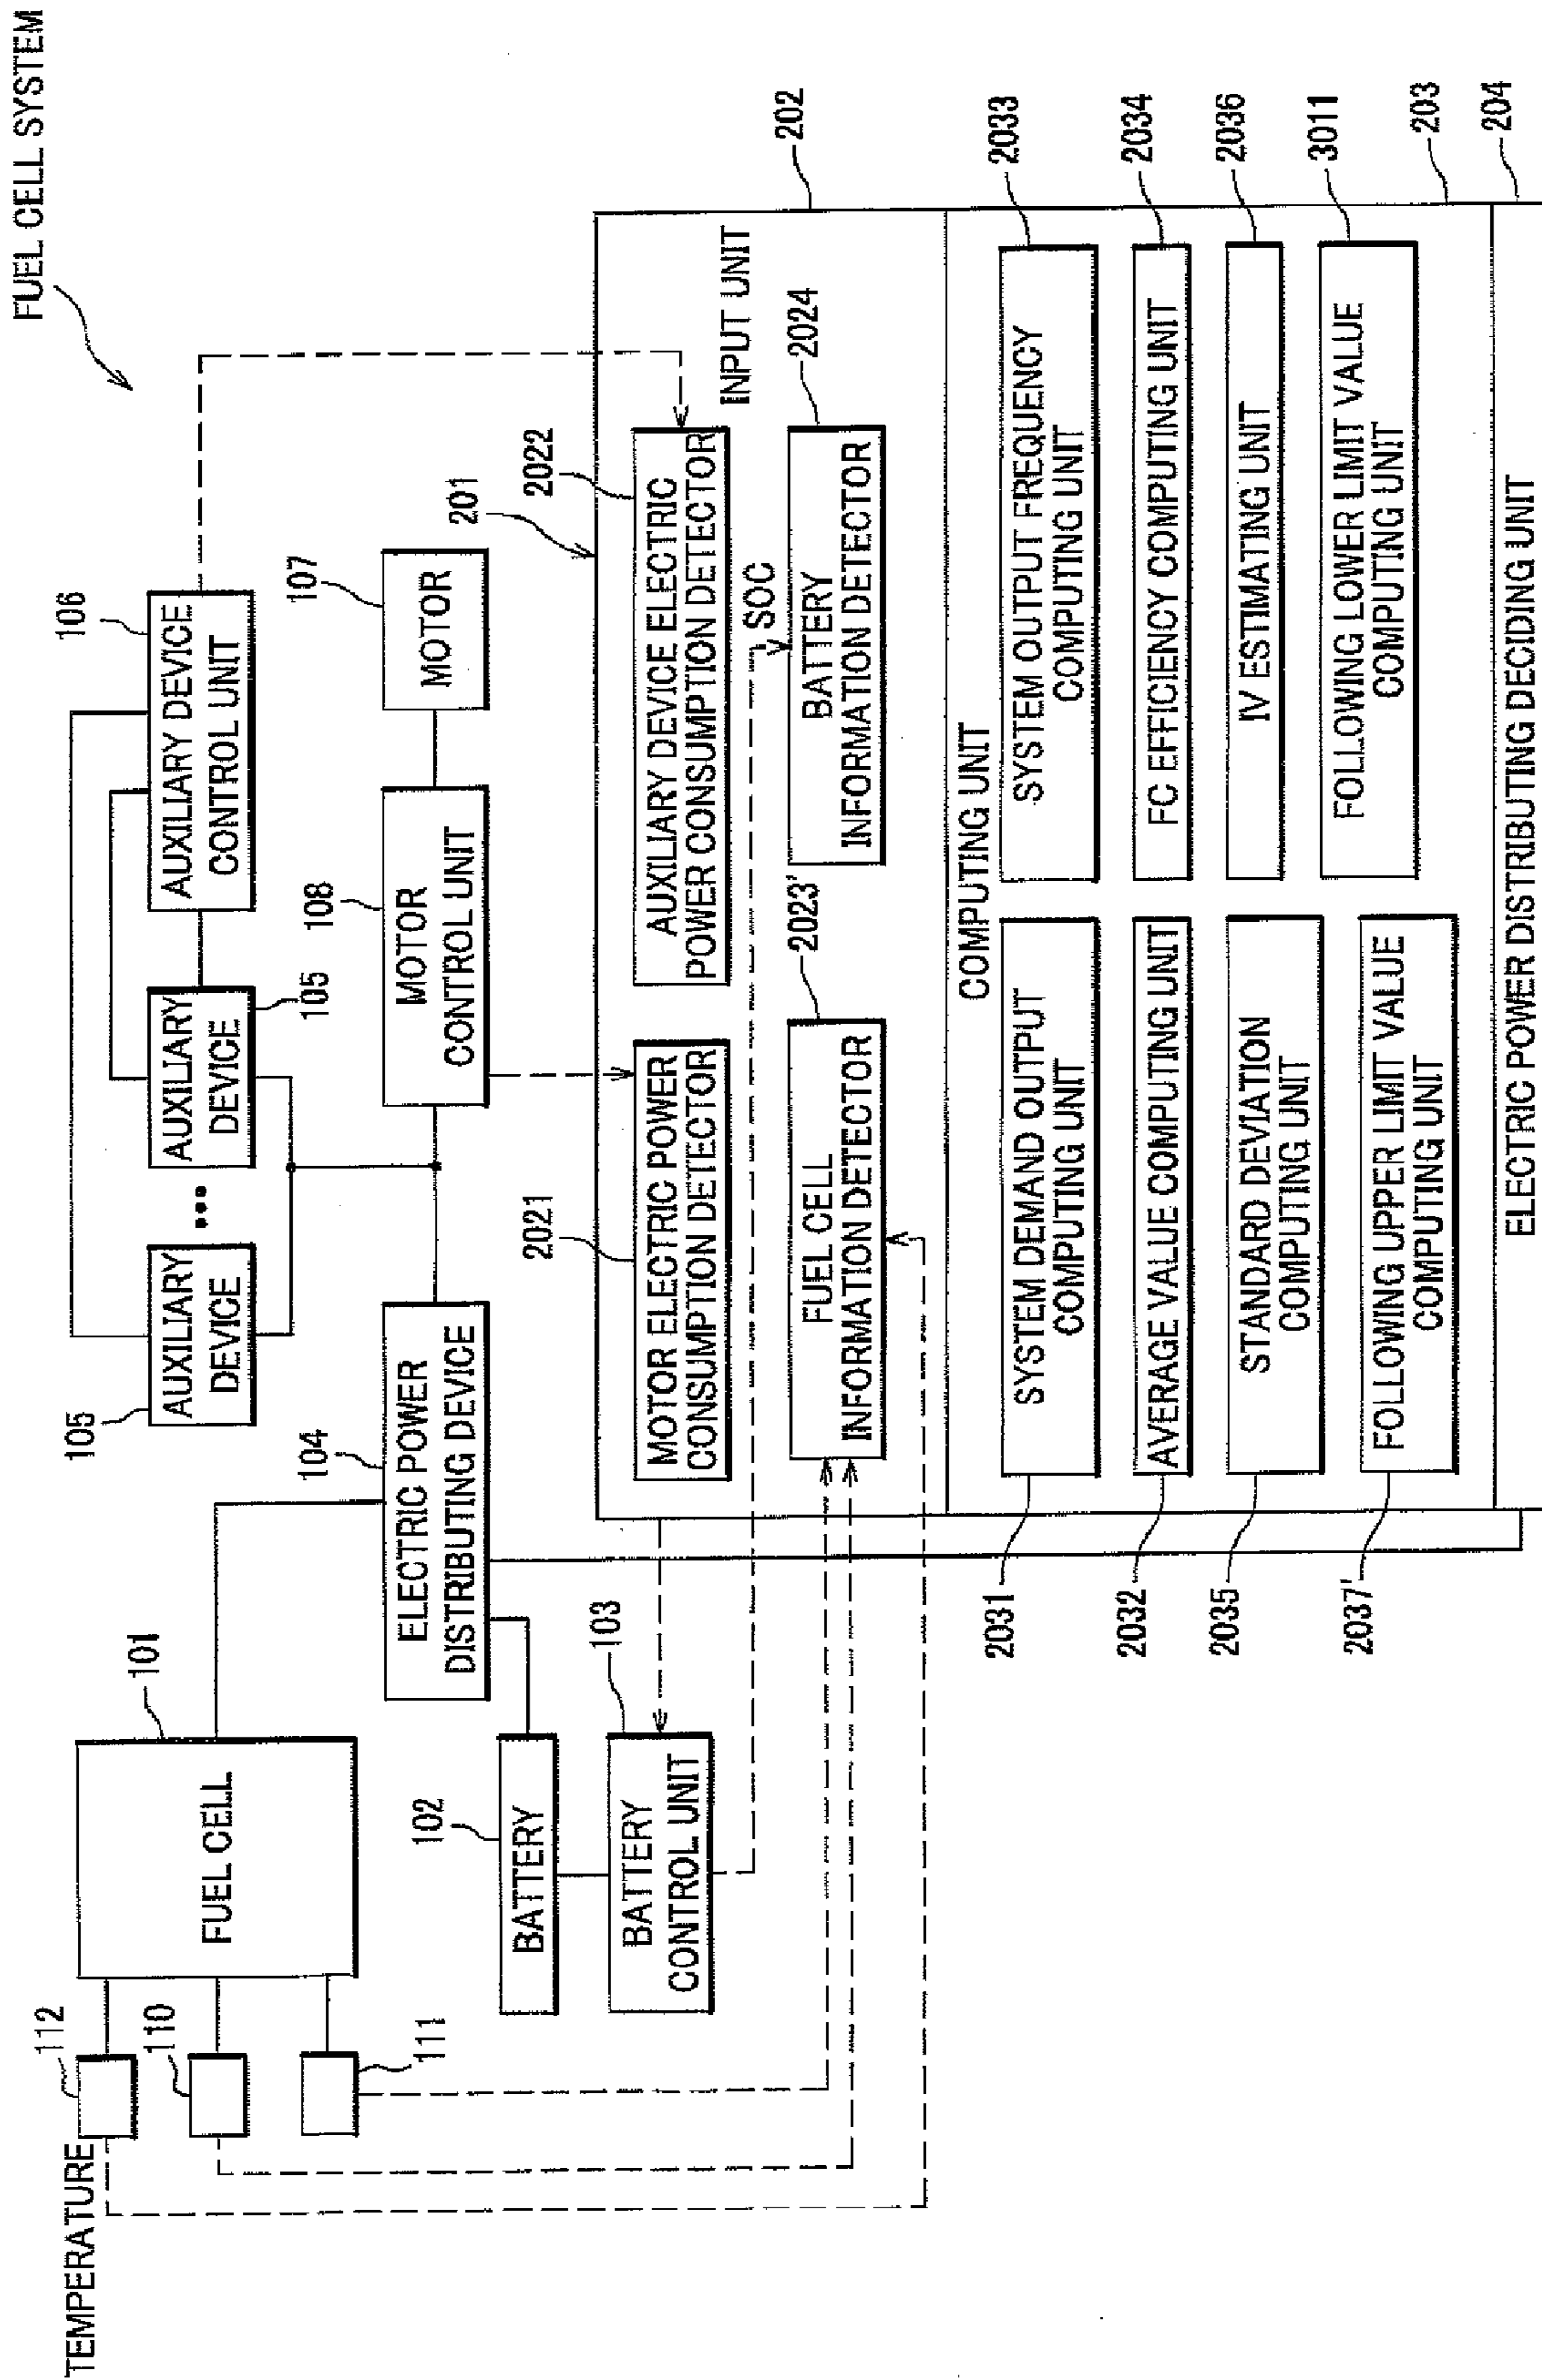 FUEL CELL SYSTEM
TEMPERATURE
112
110
111
101
FUEL CELL
105
AUXILIARY
DEVICE
...
AUXILIARY
DEVICE
105
106
AUXILIARY DEVICE
CONTROL UNIT
104
ELECTRIC POWER
DISTRIBUTING DEVICE
108
MOTOR
CONTROL UNIT
107
MOTOR
102
BATTERY
103
BATTERY
CONTROL UNIT
201
202
INPUT UNIT
2021
MOTOR ELECTRIC POWER
CONSUMPTION DETECTOR
2022
AUXILIARY DEVICE ELECTRIC
POWER CONSUMPTION DETECTOR
SOC
2023'
FUEL CELL
INFORMATION DETECTOR
2024
BATTERY
INFORMATION DETECTOR
COMPUTING UNIT
2031
SYSTEM DEMAND OUTPUT
COMPUTING UNIT
SYSTEM OUTPUT FREQUENCY
COMPUTING UNIT
2033
2032
AVERAGE VALUE COMPUTING UNIT
FC EFFICIENCY COMPUTING UNIT
2034
2035
STANDARD DEVIATION
COMPUTING UNIT
IV ESTIMATING UNIT
2036
2037'
FOLLOWING UPPER LIMIT VALUE
COMPUTING UNIT
FOLLOWING LOWER LIMIT VALUE
COMPUTING UNIT
3011
203
ELECTRIC POWER DISTRIBUTING DECIDING UNIT
204